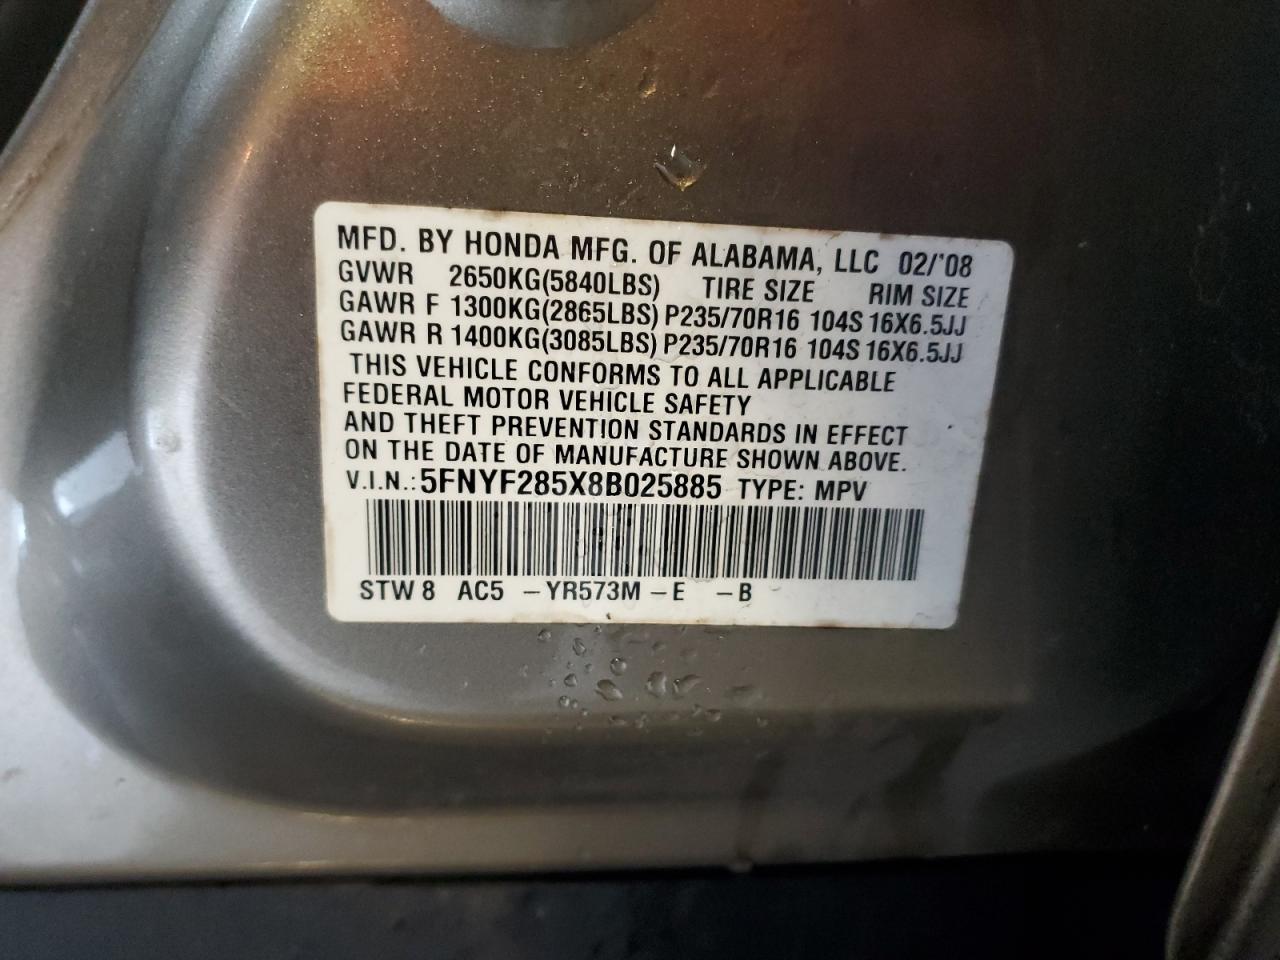 MFD. BY HONDA MFG. OF ALABAMA, LLC 02/'08
GVWR 2650KG(5840LBS) TIRE SIZE RIM SIZE
GAWR F 1300KG(2865LBS) P235/70R16 104S 16X6.5JJ
GAWR R 1400KG(3085LBS) P235/70R16 104S 16X6.5JJ
THIS VEHICLE CONFORMS TO ALL APPLICABLE
FEDERAL MOTOR VEHICLE SAFETY
AND THEFT PREVENTION STANDARDS IN EFFECT
ON THE DATE OF MANUFACTURE SHOWN ABOVE.
V.I.N.: 5FNYF285X8B025885 TYPE: MPV
STW 8 AC5 -YR573M -E -B